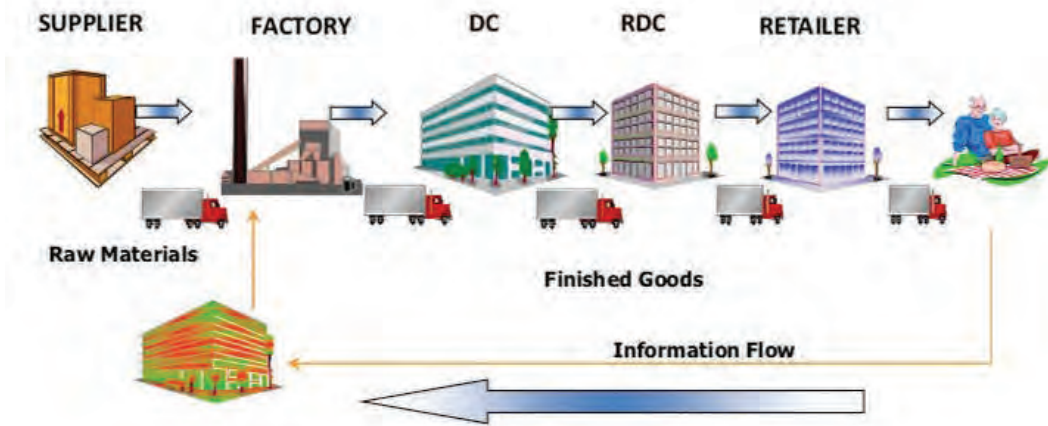 SUPPLIER
FACTORY
DC
RDC
RETAILER
Raw Materials
Finished Goods
Information Flow